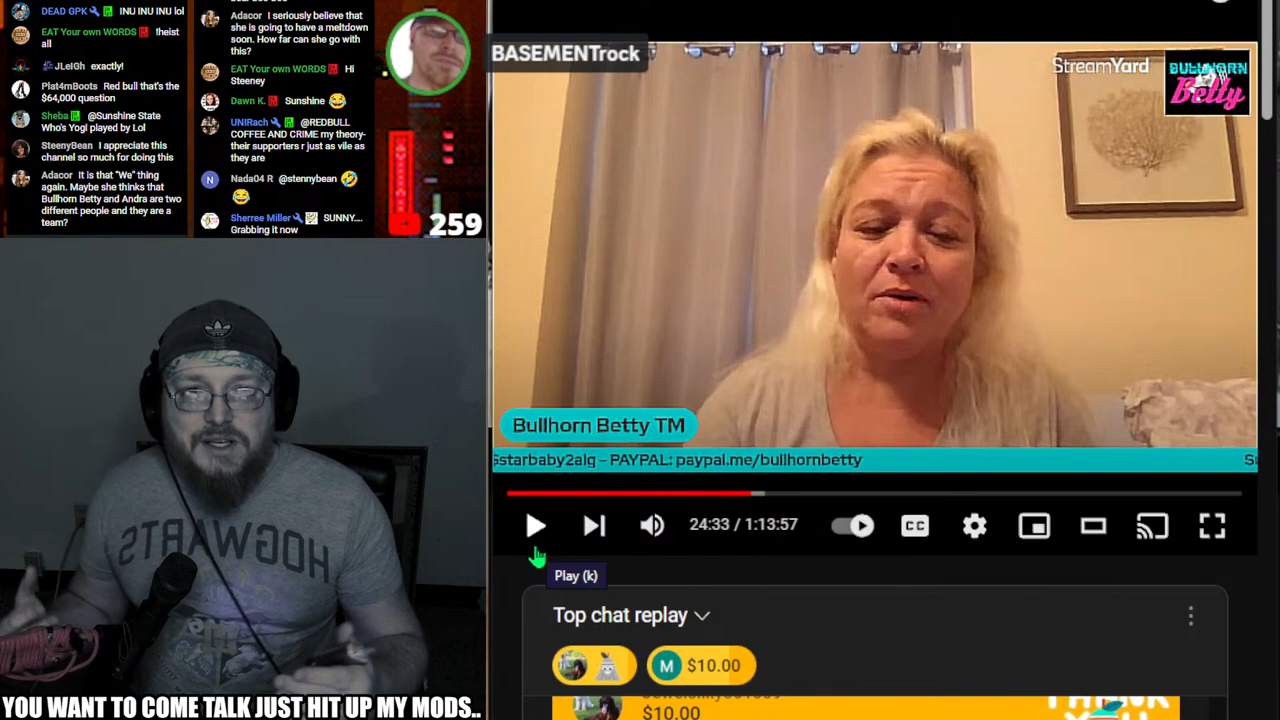 DEAD GPK INU INU INU lol
EAT Your own WORDS !heist
all
JLeIGh exactly!
Plat4mBoots Red bull that's the
$64,000 question
Sheba @Sunshine State
Who's Yogi played by Lol
SteenyBean I appreciate this
channel so much for doing this
Adacor It is that "We" thing
again. Maybe she thinks that
Bullhorn Betty and Andra are two
different people and they are a
team?
Adacor I seriously believe that
she is going to have a meltdown
soon. How far can she go with
this?
EAT Your own WORDS Hi
Steeney
Dawn K. Sunshine 😂
UNIRach @REDBULL
COFFEE AND CRIME my theory-
their supporters r just as vile as
they are
N Nada04 R @stennybean 🤣
😂
Sherree Miller SUNNY....
Grabbing it now
259
BASEMENTrock
StreamYard
BULLHORN
Betty
HOGWARTS
Bullhorn Betty TM
$starbaby2alg - PAYPAL: paypal.me/bullhornbetty
24:33 / 1:13:57
CC
Play (k)
Top chat replay
M $10.00
$10.00
THANK
YOU
YOU WANT TO COME TALK JUST HIT UP MY MODS..